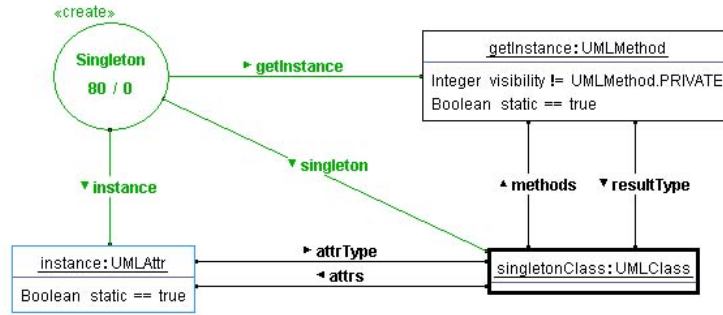 «create»
Singleton
80 / 0
► getInstance
getInstance:UMLMethod
Integer visibility != UMLMethod.PRIVATE
Boolean static == true
▼ instance
▼ singleton
▲ methods
▼ resultType
instance:UMLAttr
Boolean static == true
► attrType
◄ attrs
singletonClass:UMLClass